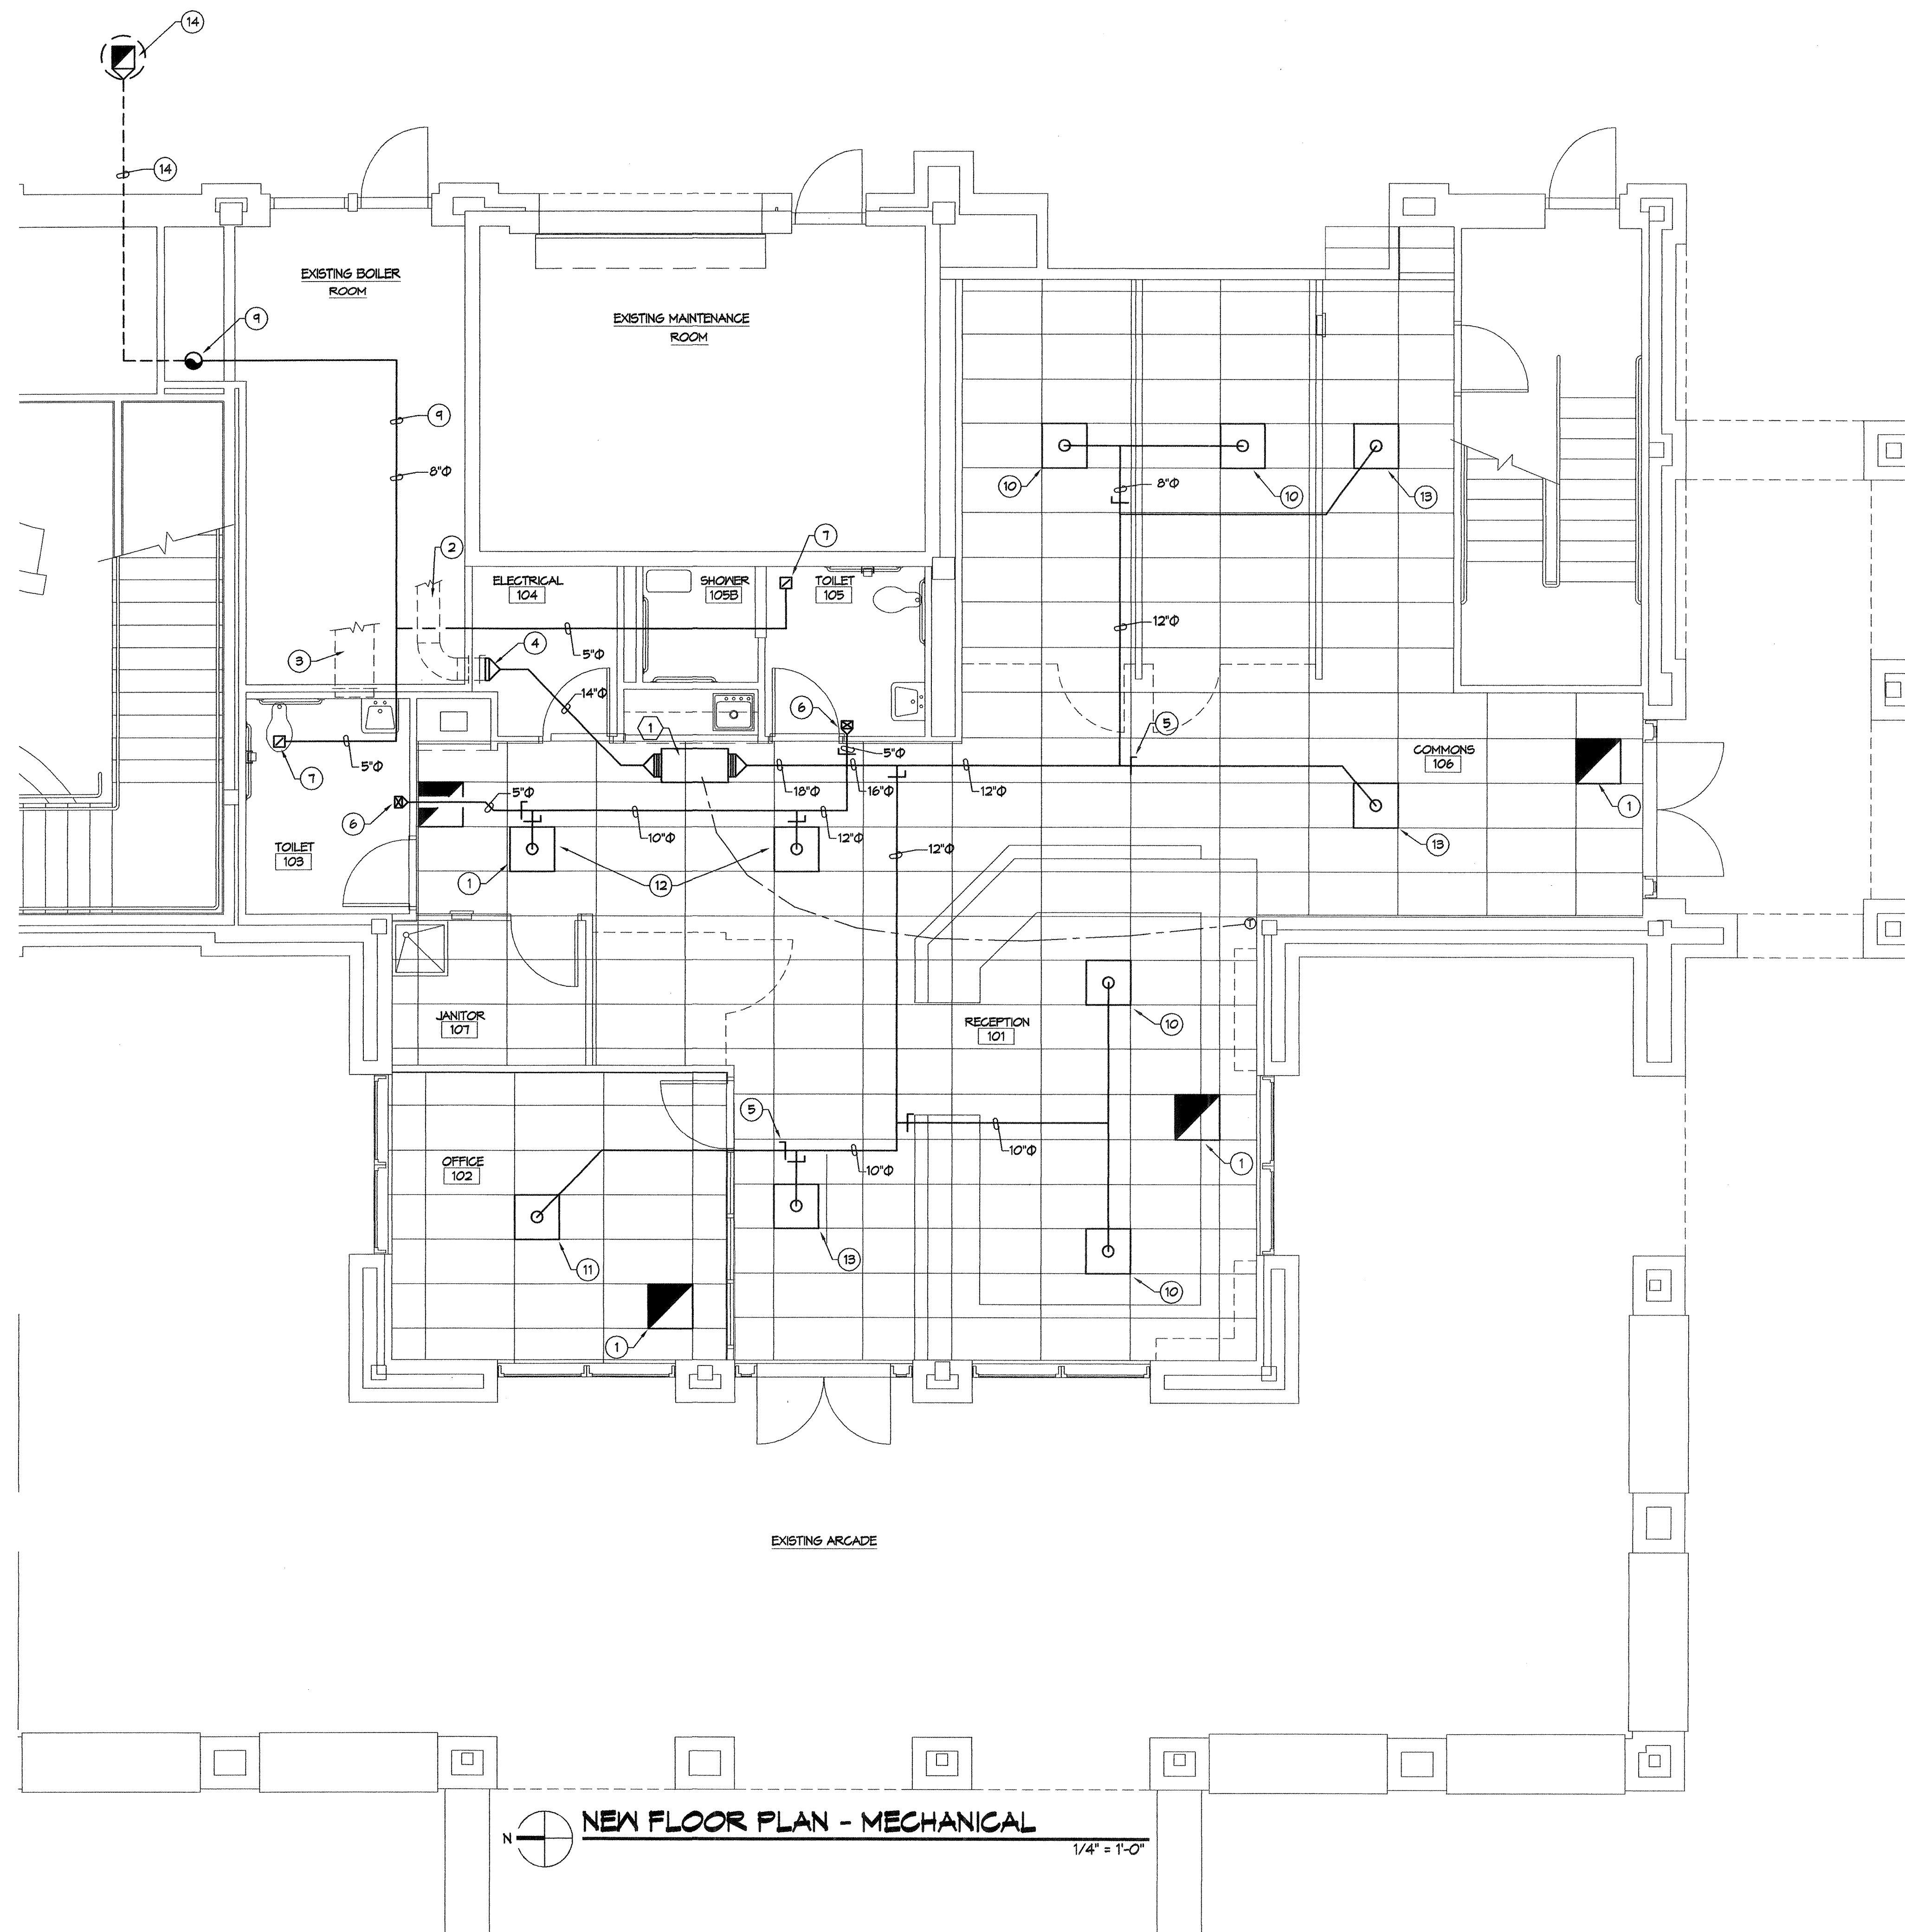 14
14
EXISTING BOILER
ROOM
EXISTING MAINTENANCE
ROOM
9
9
8"Φ
10
8"Φ
10
13
2
7
ELECTRICAL
104
SHOWER
105B
TOILET
105
12"Φ
3
5"Φ
4
14"Φ
1
6
5"Φ
5
COMMONS
106
7
5"Φ
18"Φ
16"Φ
12"Φ
1
6
5"Φ
10"Φ
12"Φ
12"Φ
13
TOILET
103
1
12
JANITOR
107
RECEPTION
101
10
5
OFFICE
102
10"Φ
10"Φ
1
11
13
10
1
EXISTING ARCADE
N
NEW FLOOR PLAN - MECHANICAL
1/4" = 1'-0"